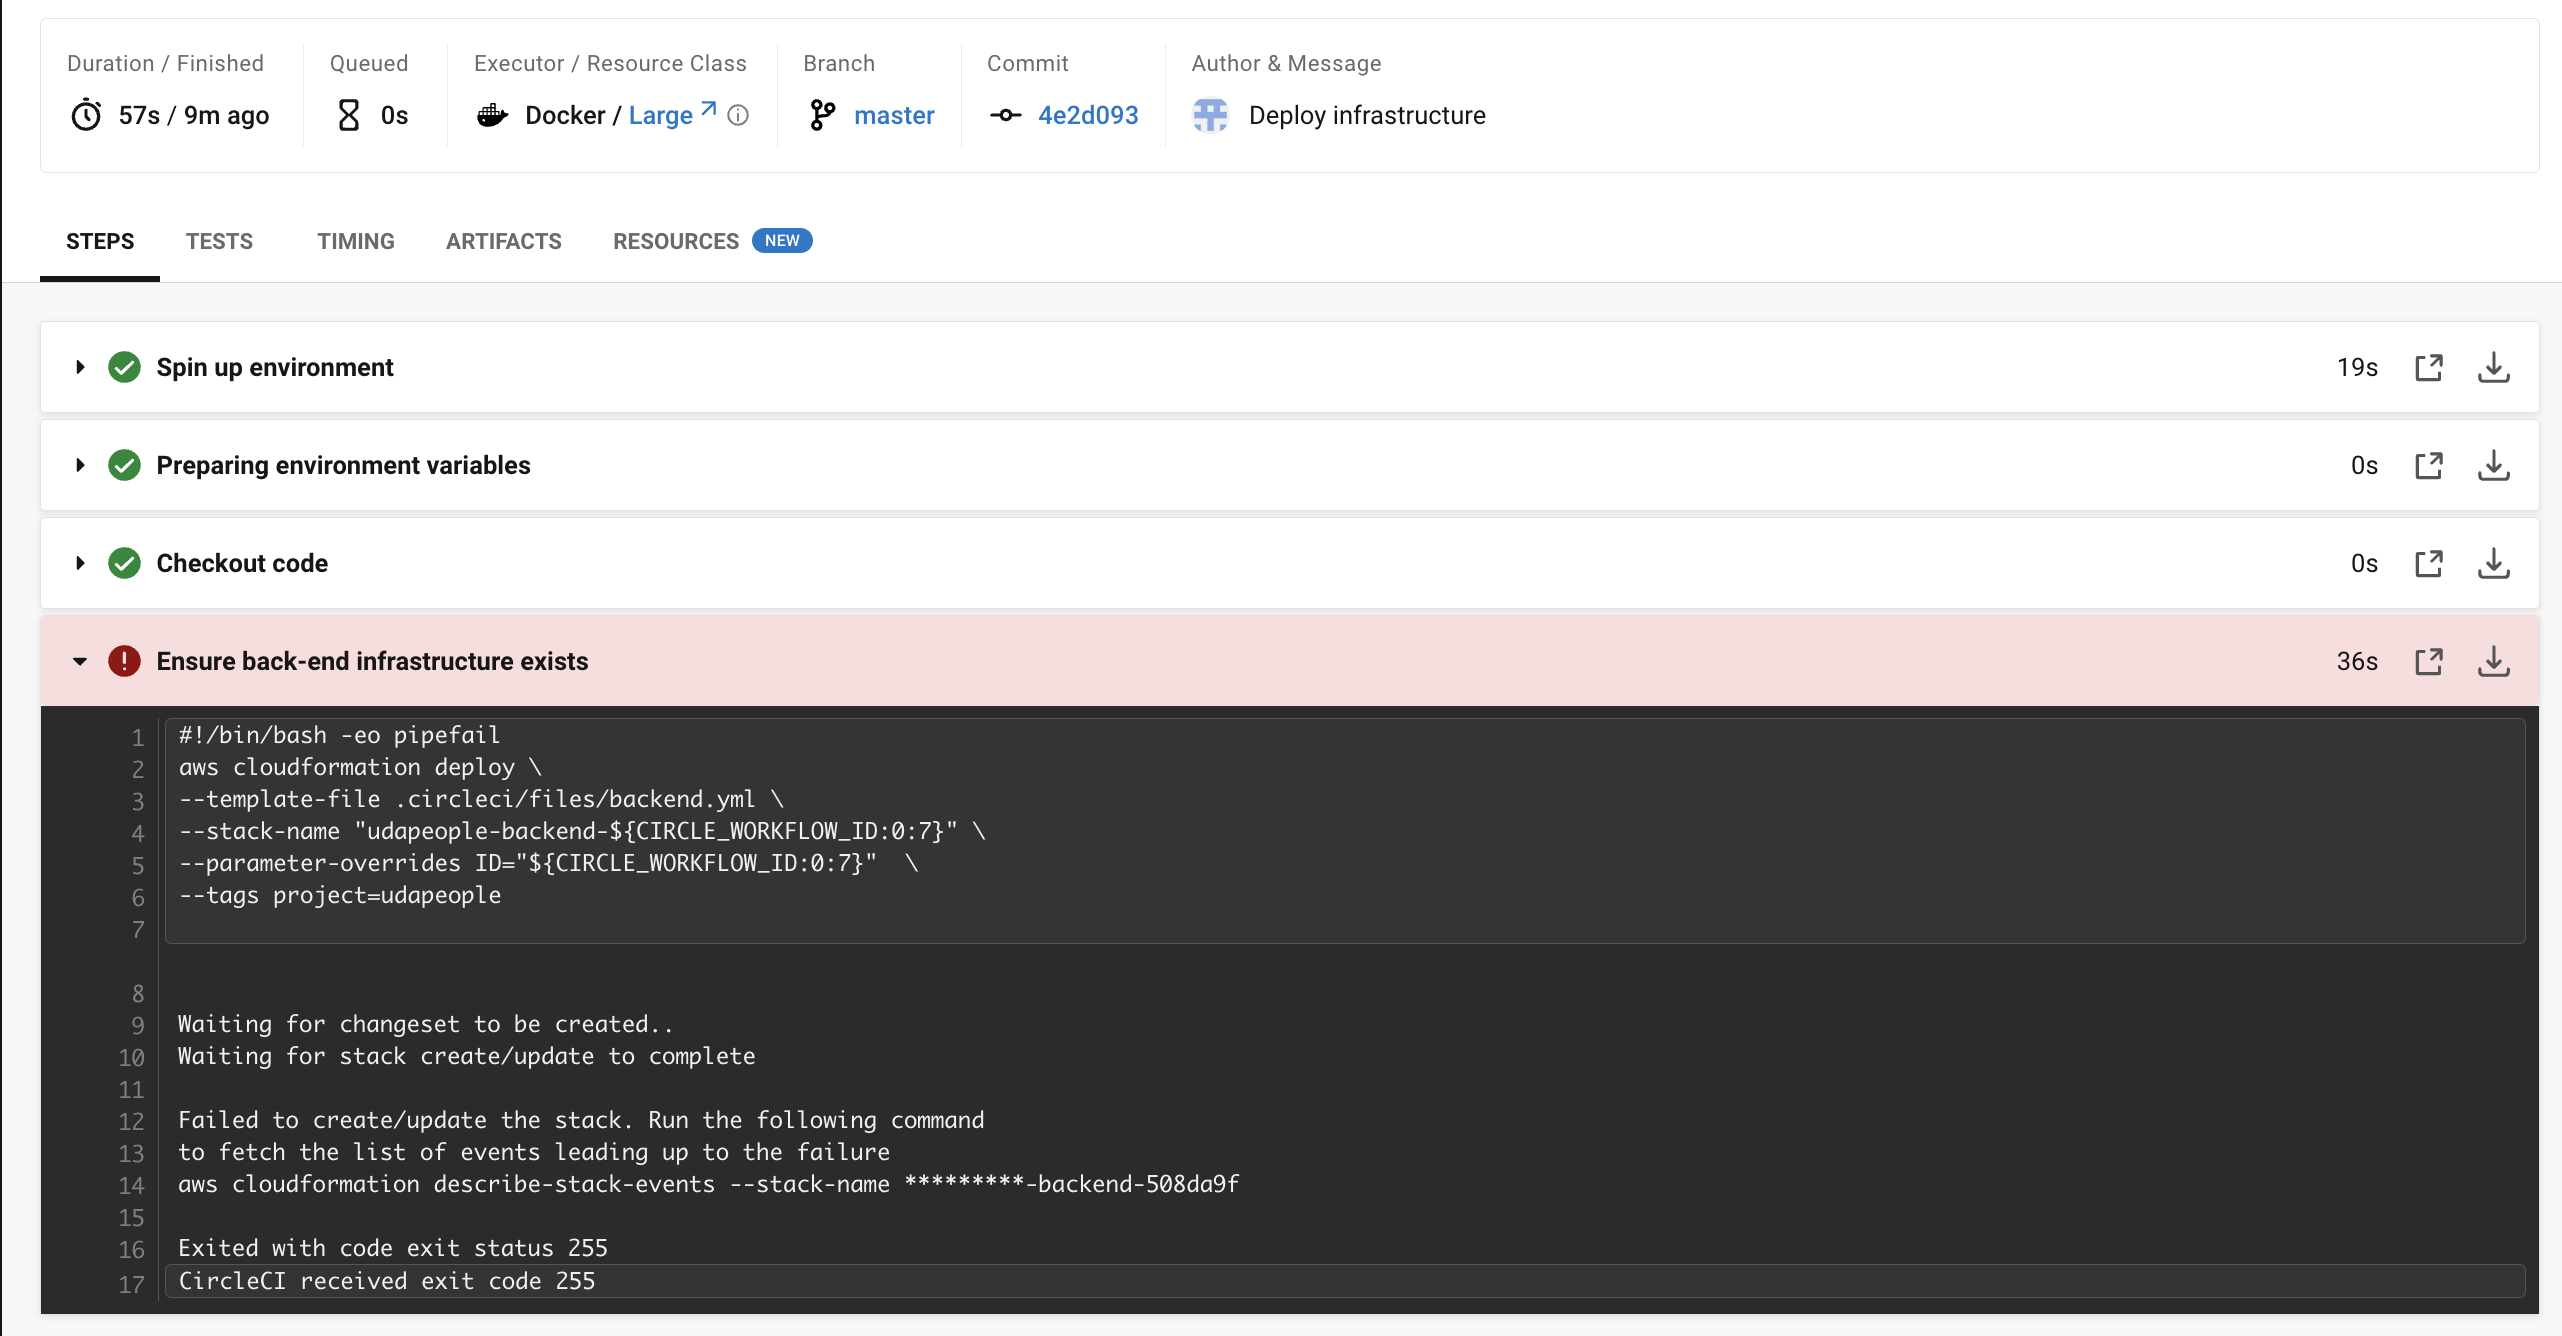 Duration / Finished
57s / 9m ago
Queued
0s
Executor / Resource Class
Docker / Large
Branch
master
Commit
4e2d093
Author & Message
Deploy infrastructure
STEPS
TESTS
TIMING
ARTIFACTS
RESOURCES NEW
Spin up environment 19s
Preparing environment variables 0s
Checkout code 0s
Ensure back-end infrastructure exists 36s
1 #!/bin/bash -eo pipefail
2 aws cloudformation deploy \
3 --template-file .circleci/files/backend.yml \
4 --stack-name "udapeople-backend-${CIRCLE_WORKFLOW_ID:0:7}" \
5 --parameter-overrides ID="${CIRCLE_WORKFLOW_ID:0:7}"  \
6 --tags project=udapeople
7
8
9 Waiting for changeset to be created..
10 Waiting for stack create/update to complete
11
12 Failed to create/update the stack. Run the following command
13 to fetch the list of events leading up to the failure
14 aws cloudformation describe-stack-events --stack-name *********-backend-508da9f
15
16 Exited with code exit status 255
17 CircleCI received exit code 255